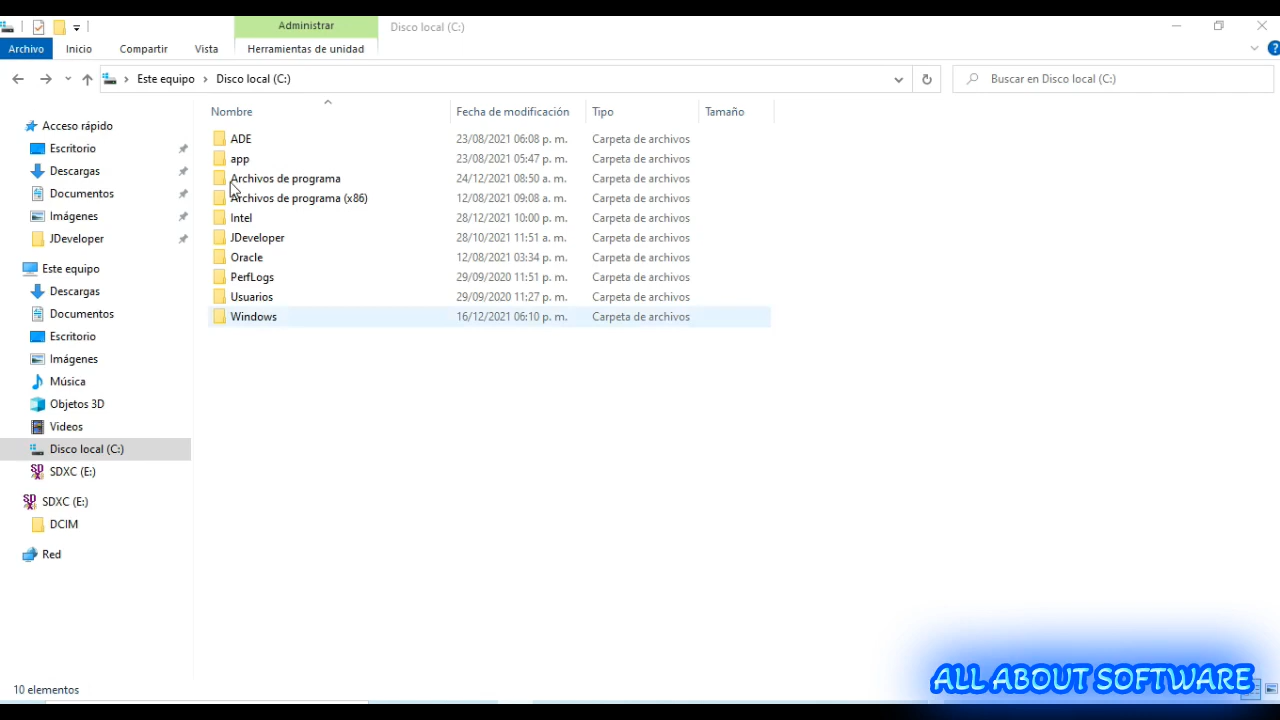 Administrar
Disco local (C:)
Archivo
Inicio
Compartir
Vista
Herramientas de unidad
?
Este equipo > Disco local (C:)
Buscar en Disco local (C:)
Nombre
Fecha de modificación
Tipo
Tamaño
Acceso rápido
Escritorio
Descargas
Documentos
Imágenes
JDeveloper
Este equipo
Descargas
Documentos
Escritorio
Imágenes
Música
Objetos 3D
Videos
Disco local (C:)
SDXC (E:)
SDXC (E:)
DCIM
Red
ADE 23/08/2021 06:08 p. m. Carpeta de archivos
app 23/08/2021 05:47 p. m. Carpeta de archivos
Archivos de programa 24/12/2021 08:50 a. m. Carpeta de archivos
Archivos de programa (x86) 12/08/2021 09:08 a. m. Carpeta de archivos
Intel 28/12/2021 10:00 p. m. Carpeta de archivos
JDeveloper 28/10/2021 11:51 a. m. Carpeta de archivos
Oracle 12/08/2021 03:34 p. m. Carpeta de archivos
PerfLogs 29/09/2020 11:51 p. m. Carpeta de archivos
Usuarios 29/09/2020 11:27 p. m. Carpeta de archivos
Windows 16/12/2021 06:10 p. m. Carpeta de archivos
10 elementos
ALL ABOUT SOFTWARE